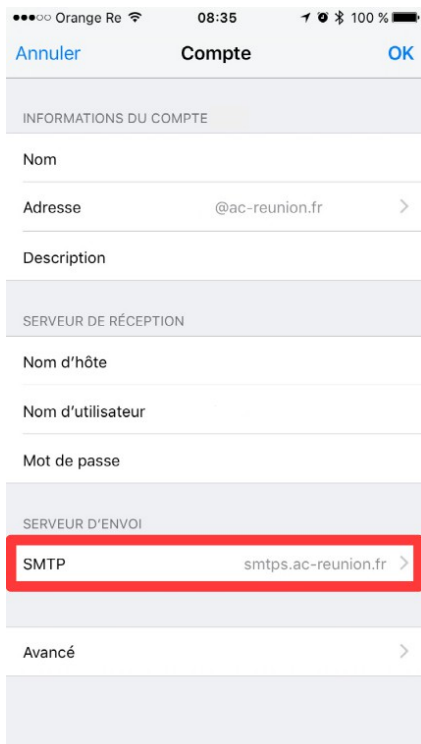 Orange Re 08:35 100 %
Annuler Compte OK
INFORMATIONS DU COMPTE
Nom
Adresse @ac-reunion.fr
Description
SERVEUR DE RÉCEPTION
Nom d'hôte
Nom d'utilisateur
Mot de passe
SERVEUR D'ENVOI
SMTP smtps.ac-reunion.fr
Avancé